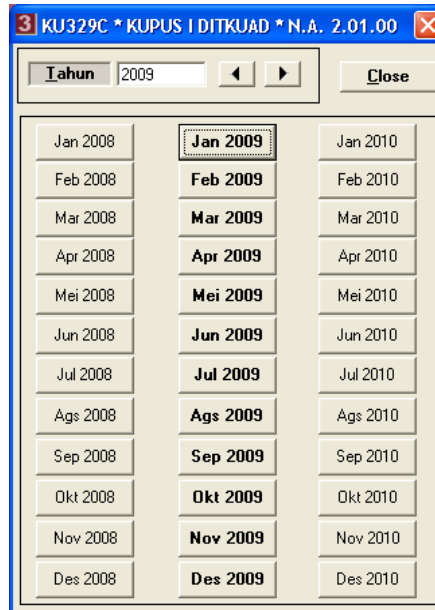 3 KU329C * KUPUS I DITKUAD * N.A. 2.01.00
Tahun 2009 Close
Jan 2008 Jan 2009 Jan 2010
Feb 2008 Feb 2009 Feb 2010
Mar 2008 Mar 2009 Mar 2010
Apr 2008 Apr 2009 Apr 2010
Mei 2008 Mei 2009 Mei 2010
Jun 2008 Jun 2009 Jun 2010
Jul 2008 Jul 2009 Jul 2010
Ags 2008 Ags 2009 Ags 2010
Sep 2008 Sep 2009 Sep 2010
Okt 2008 Okt 2009 Okt 2010
Nov 2008 Nov 2009 Nov 2010
Des 2008 Des 2009 Des 2010